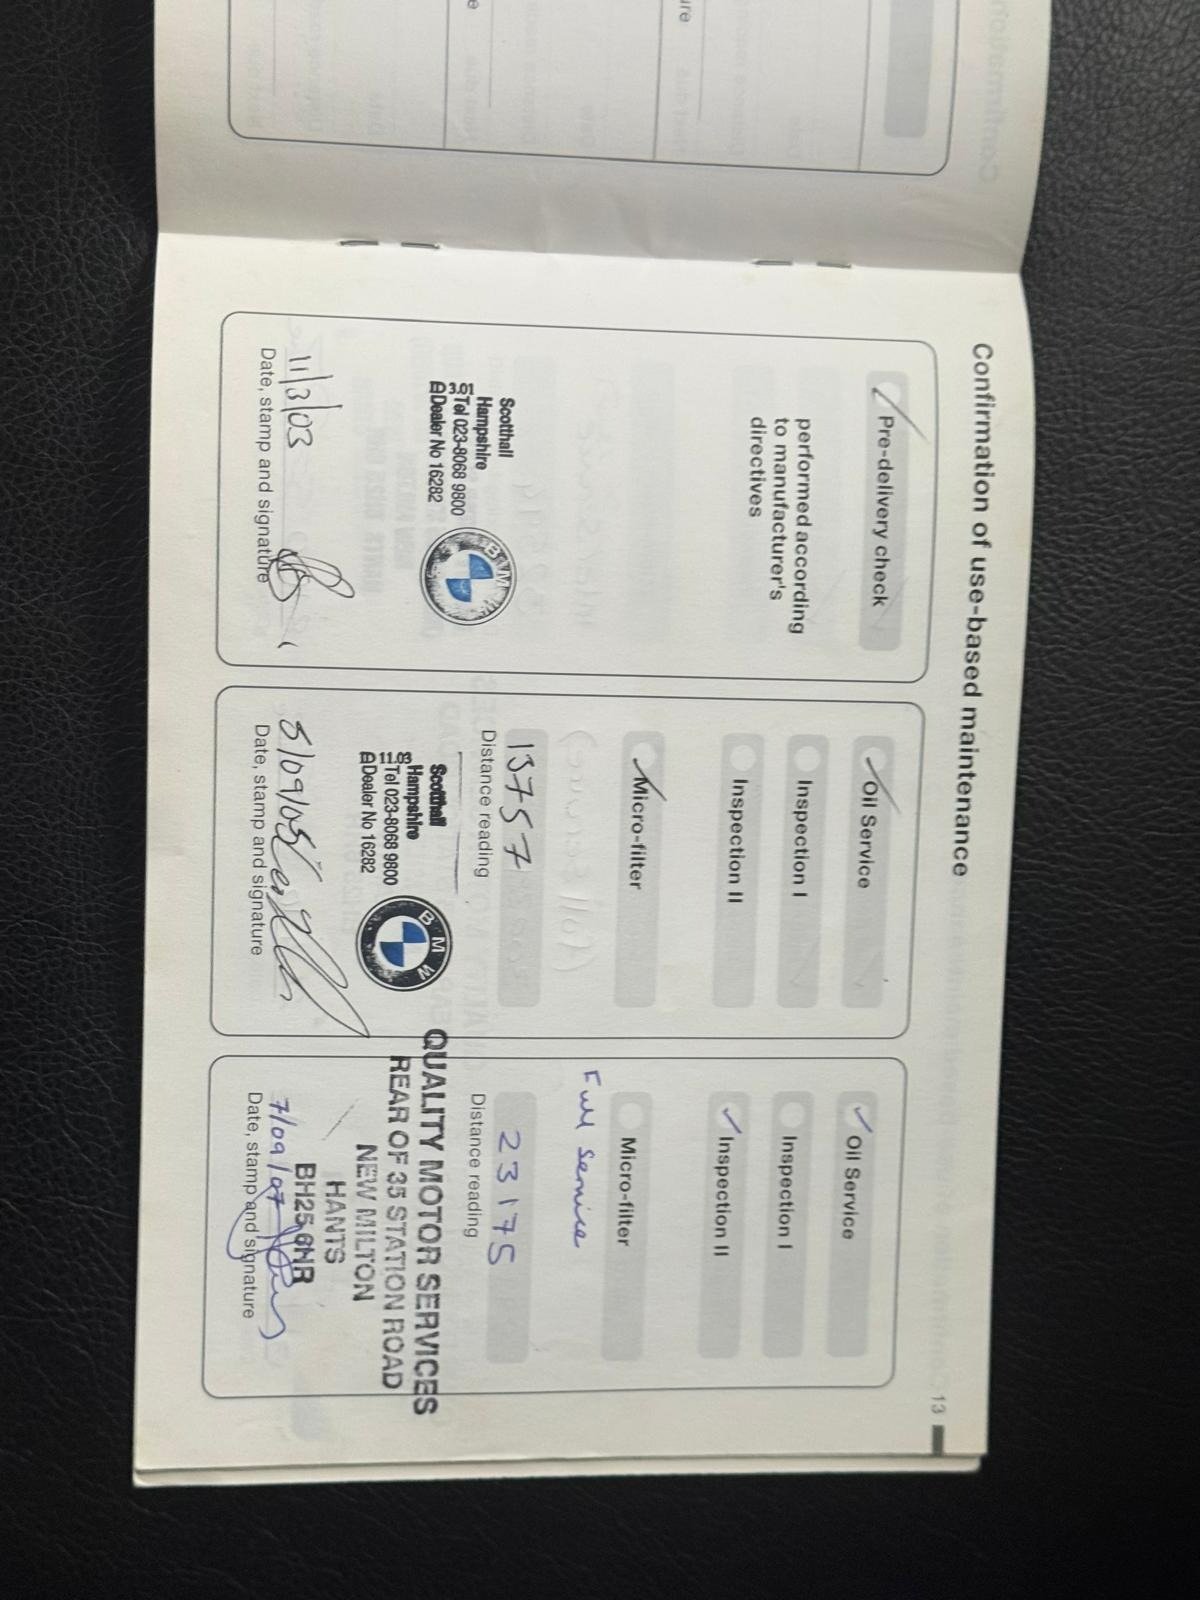 Confirmation of use-based maintenance
13
Pre-delivery check
performed according
to manufacturer's
directives
Scotthall
Hampshire
Tel 023-8068 9800
Dealer No 16282
BMW
11/3/03
Date, stamp and signature
Oil Service
Inspection I
Inspection II
Micro-filter
13757
Distance reading
Scotthall
Hampshire
Tel 023-8068 9800
Dealer No 16282
BMW
5/09/05
Date, stamp and signature
Oil Service
Inspection I
Inspection II
Micro-filter
Full Service
23175
Distance reading
QUALITY MOTOR SERVICES
REAR OF 35 STATION ROAD
NEW MILTON
HANTS
BH25 6NR
7/09/07
Date, stamp and signature